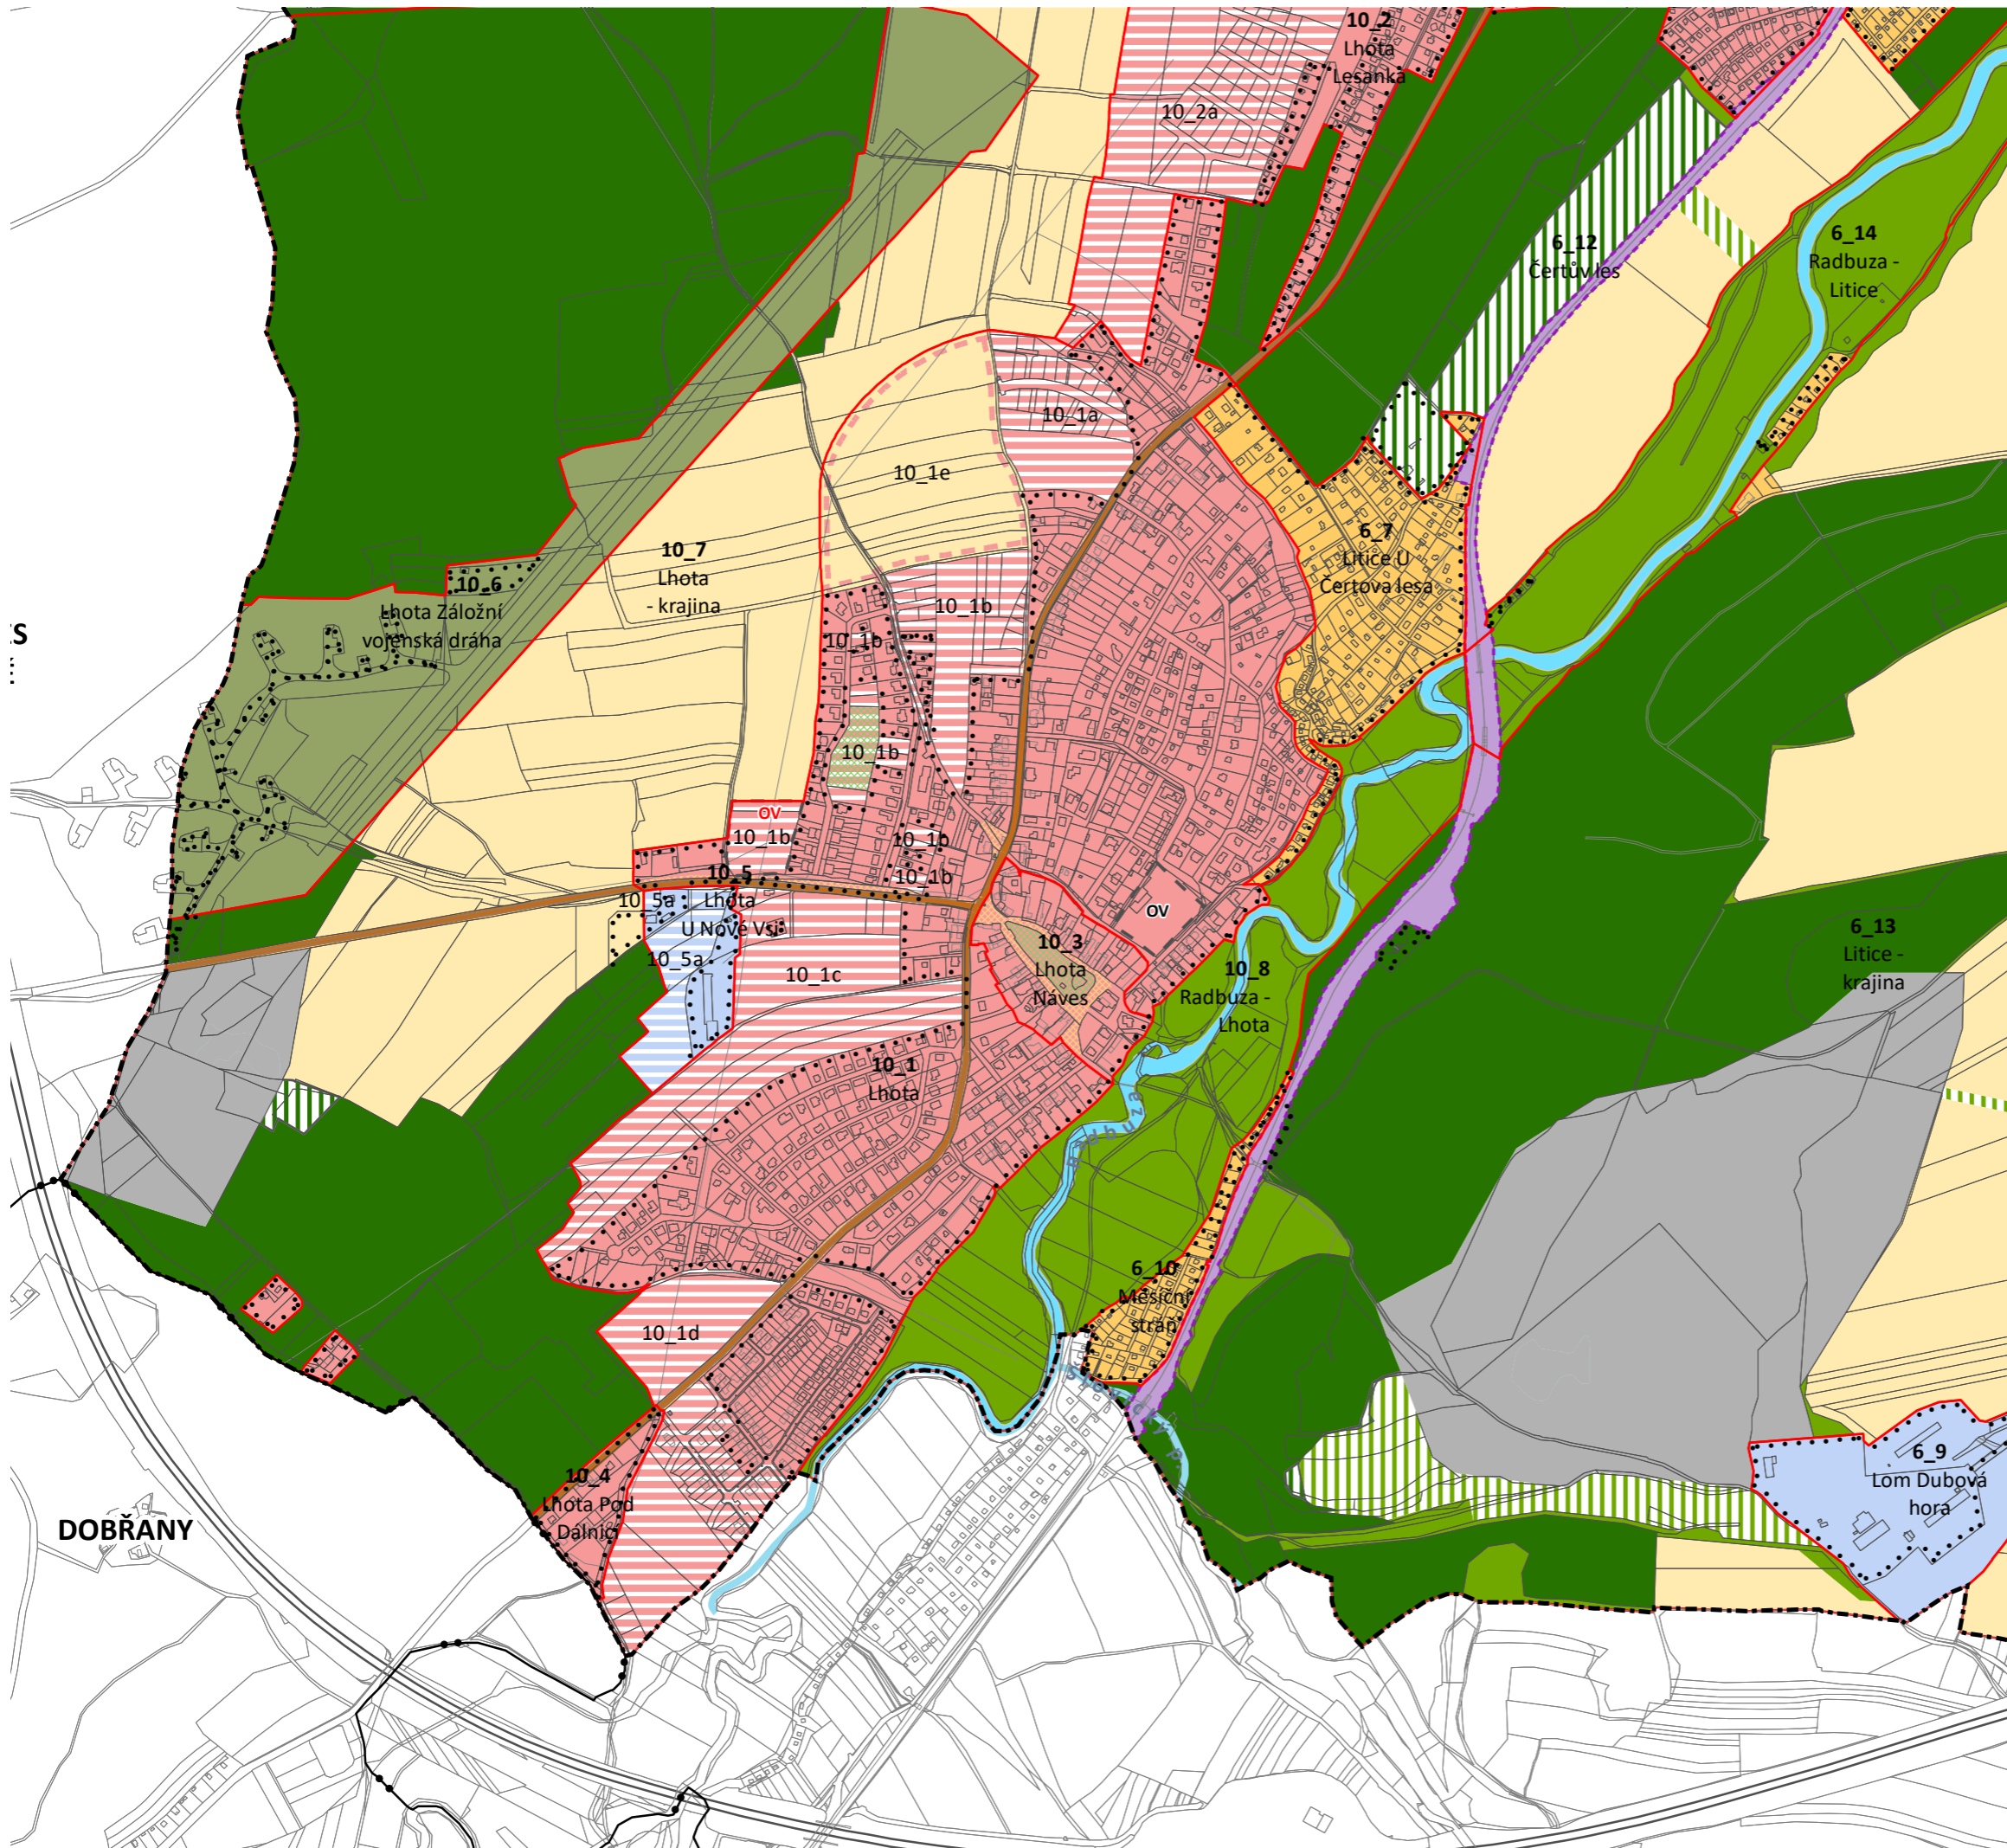 10_2
Lhota
Lesanka
10_2a
6_12
Čertův les
6_14
Radbuza -
Litice
10_1a
10_1e
6_7
Litice U
Čertova lesa
10_7
Lhota
- krajina
10_6
Lhota Záložní
vojenská dráha
10_1b
10_1b
10_1b
OV
10_1b
10_1b
10_1b
10_5
Lhota
U Nové Vsi
10_5a
10_5a
OV
10_3
Lhota
Náves
10_1c
10_8
Radbuza -
Lhota
6_13
Litice -
krajina
10_1
Lhota
Radbuza
6_10
Měsíční
stráň
10_1d
10_4
Lhota Pod
Dálnicí
6_9
Lom Dubová
hora
DOBŘANY